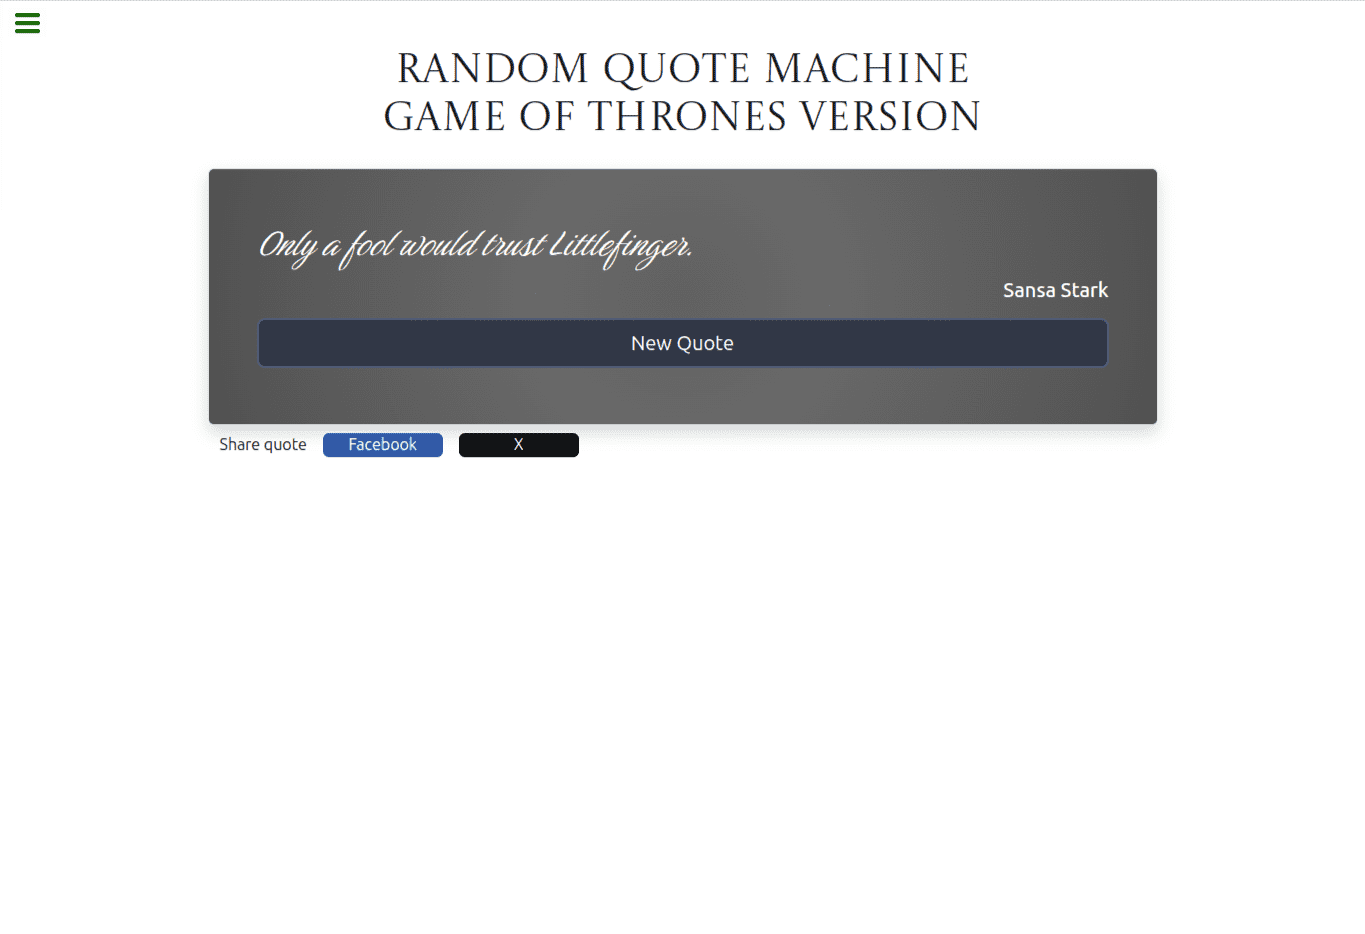 RANDOM QUOTE MACHINE
GAME OF THRONES VERSION
Only a fool would trust Littlefinger.
Sansa Stark
New Quote
Share quote Facebook X